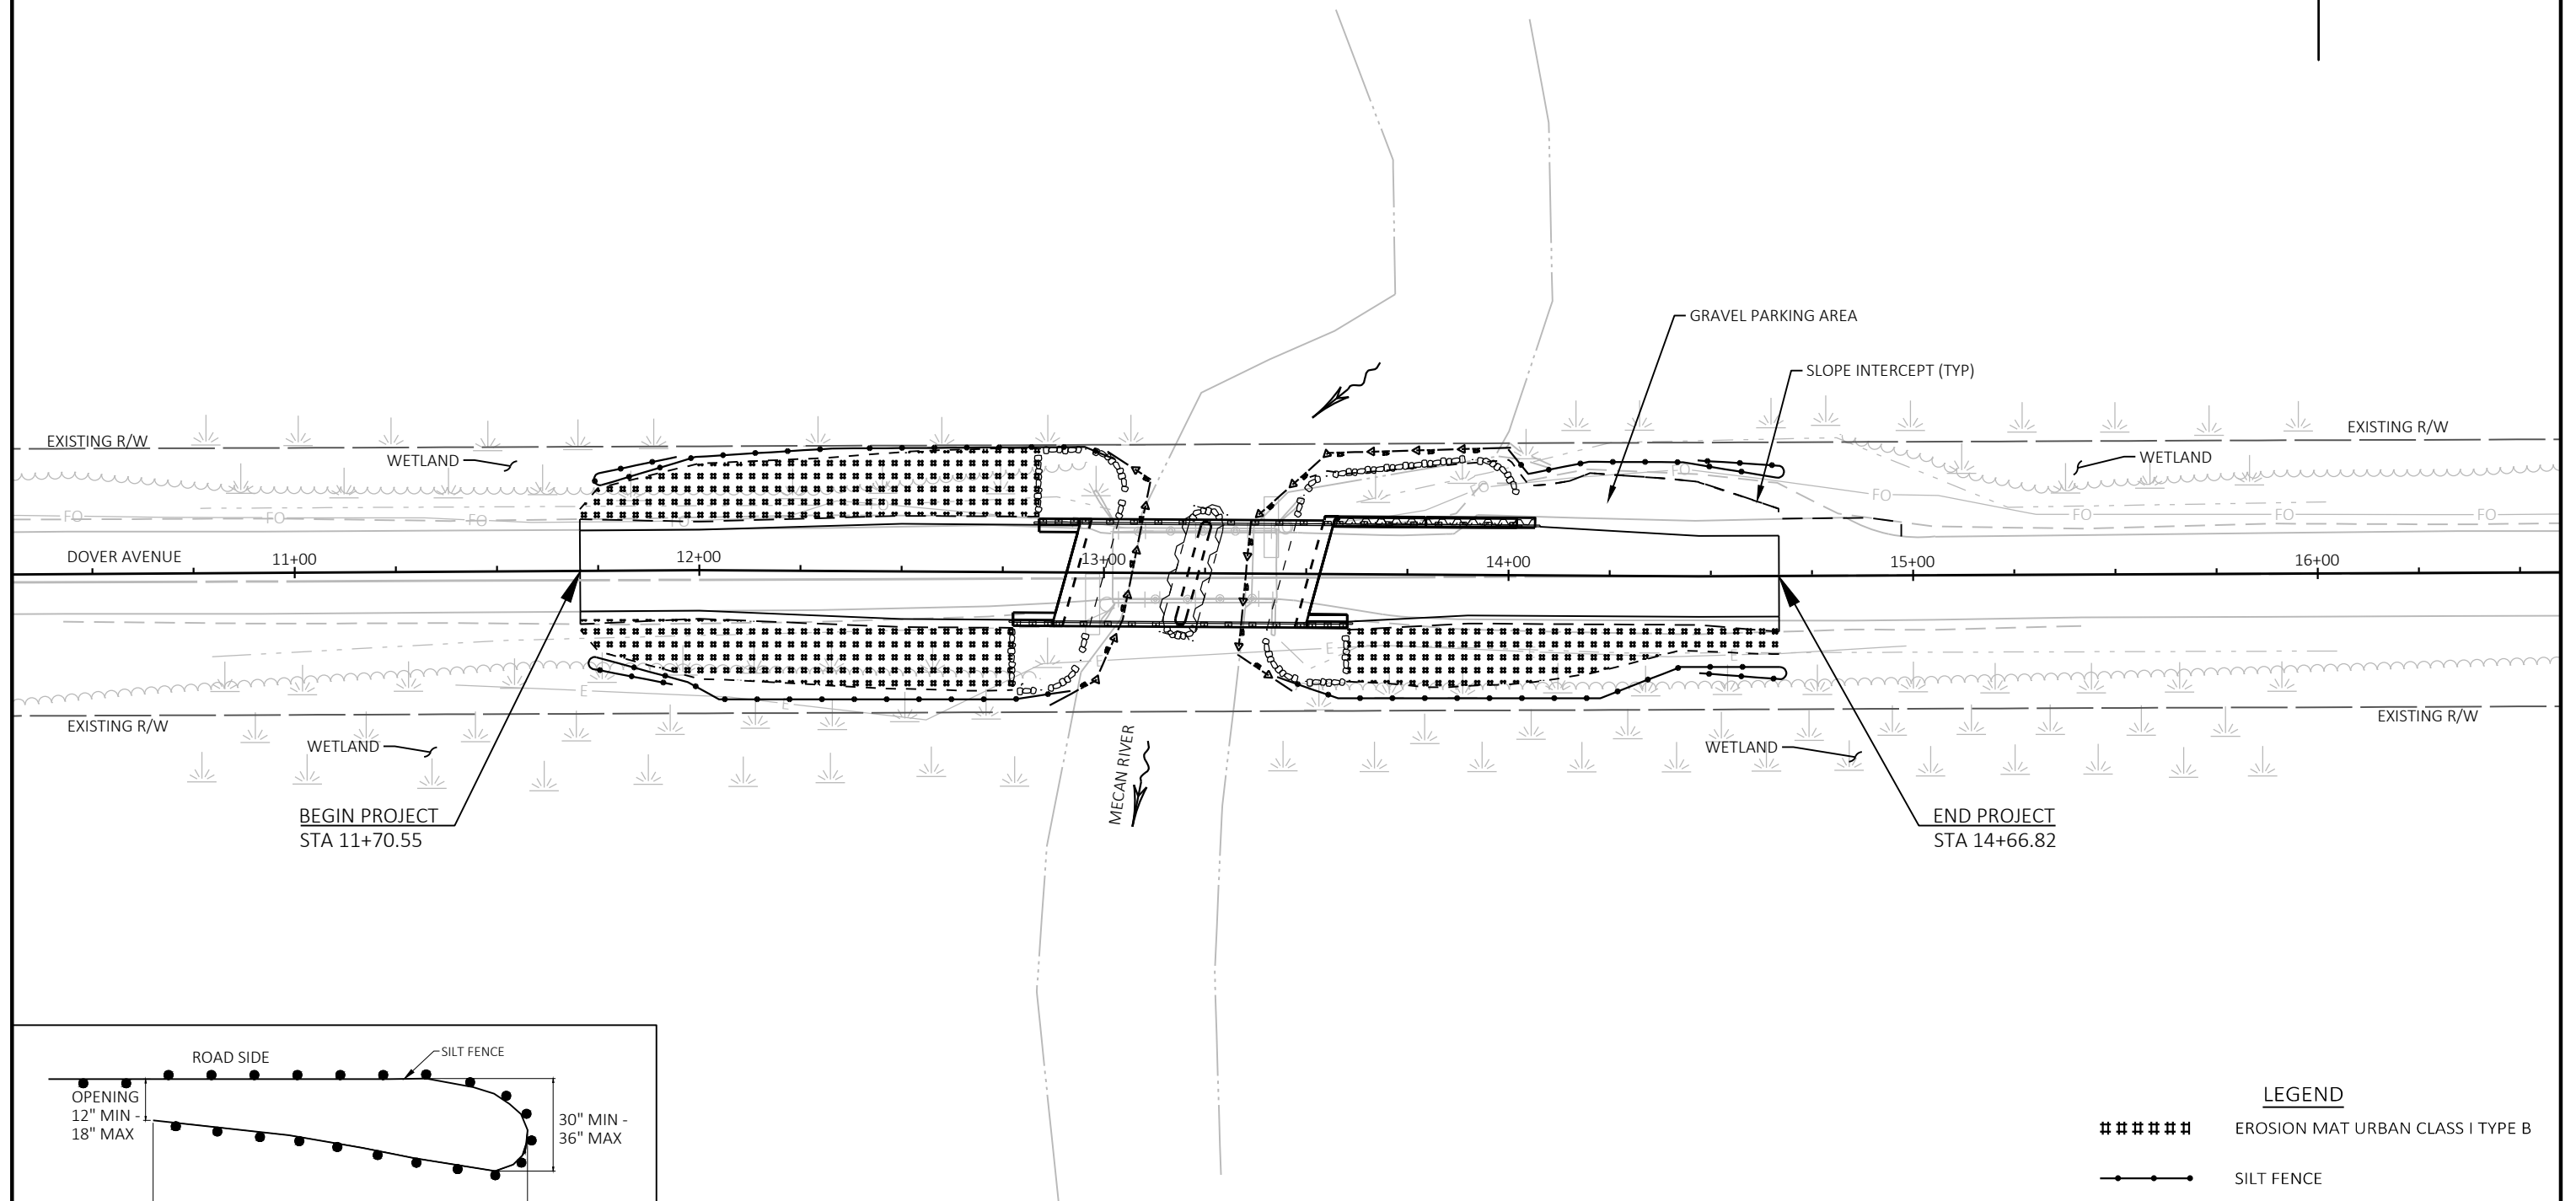 GRAVEL PARKING AREA
SLOPE INTERCEPT (TYP)
EXISTING R/W
EXISTING R/W
WETLAND
WETLAND
FO
FO
FO
FO
FO
FO
FO
FO
FO
FO
DOVER AVENUE
11+00
12+00
13+00
14+00
15+00
16+00
E
E
E
E
E
EXISTING R/W
EXISTING R/W
WETLAND
WETLAND
MECAN RIVER
BEGIN PROJECT
STA 11+70.55
END PROJECT
STA 14+66.82
ROAD SIDE
SILT FENCE
OPENING
12" MIN -
18" MAX
30" MIN -
36" MAX
LEGEND
EROSION MAT URBAN CLASS I TYPE B
SILT FENCE